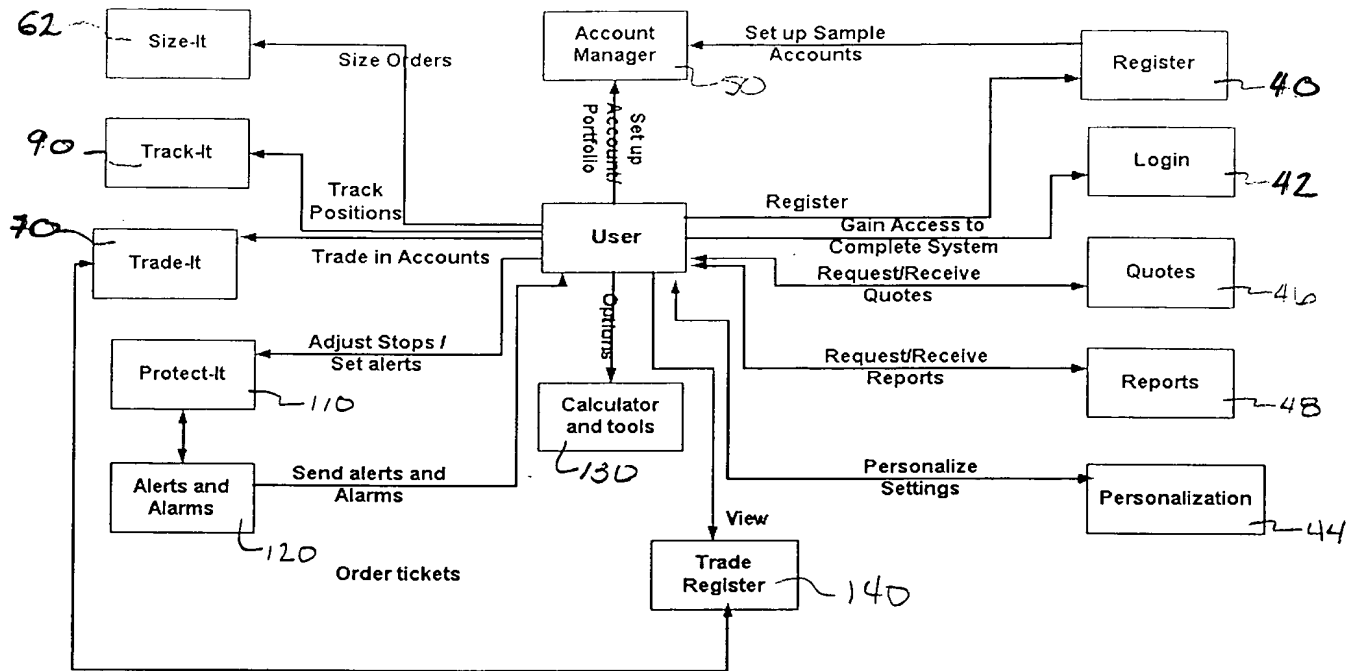 62
Size-It
Size Orders
Account
Manager
50
Set up Sample
Accounts
Register
40
90
Track-It
Track
Positions
Set up
Account/
Portfolio
Login
42
70
Trade-It
Trade in Accounts
User
Register
Gain Access to
Complete System
Request/Receive
Quotes
Quotes
46
Adjust Stops /
Set alerts
Protect-It
110
Options
Calculator
and tools
130
Request/Receive
Reports
Reports
48
Alerts and
Alarms
120
Send alerts and
Alarms
Personalize
Settings
Personalization
44
Order tickets
View
Trade
Register
140